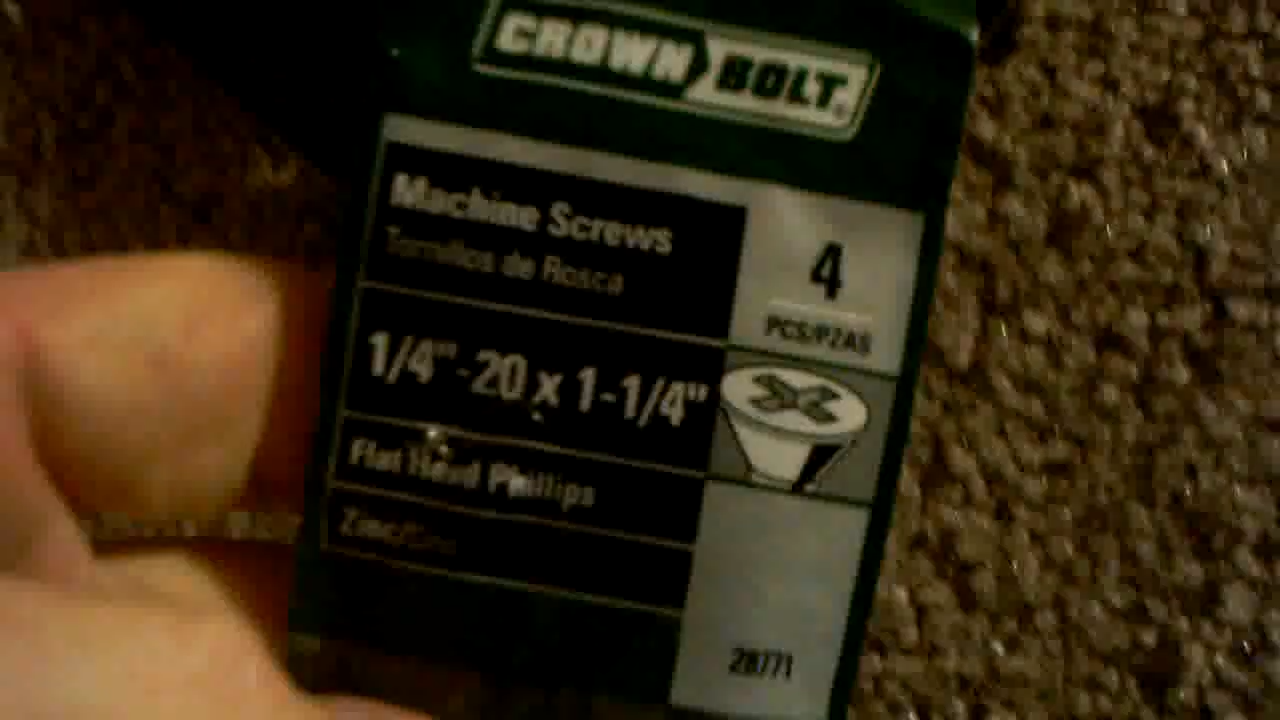 CROWN BOLT
Machine Screws
Tornillos de Rosca
4
PCS/PZAS
1/4"-20 x 1-1/4"
Flat Head Phillips
28771